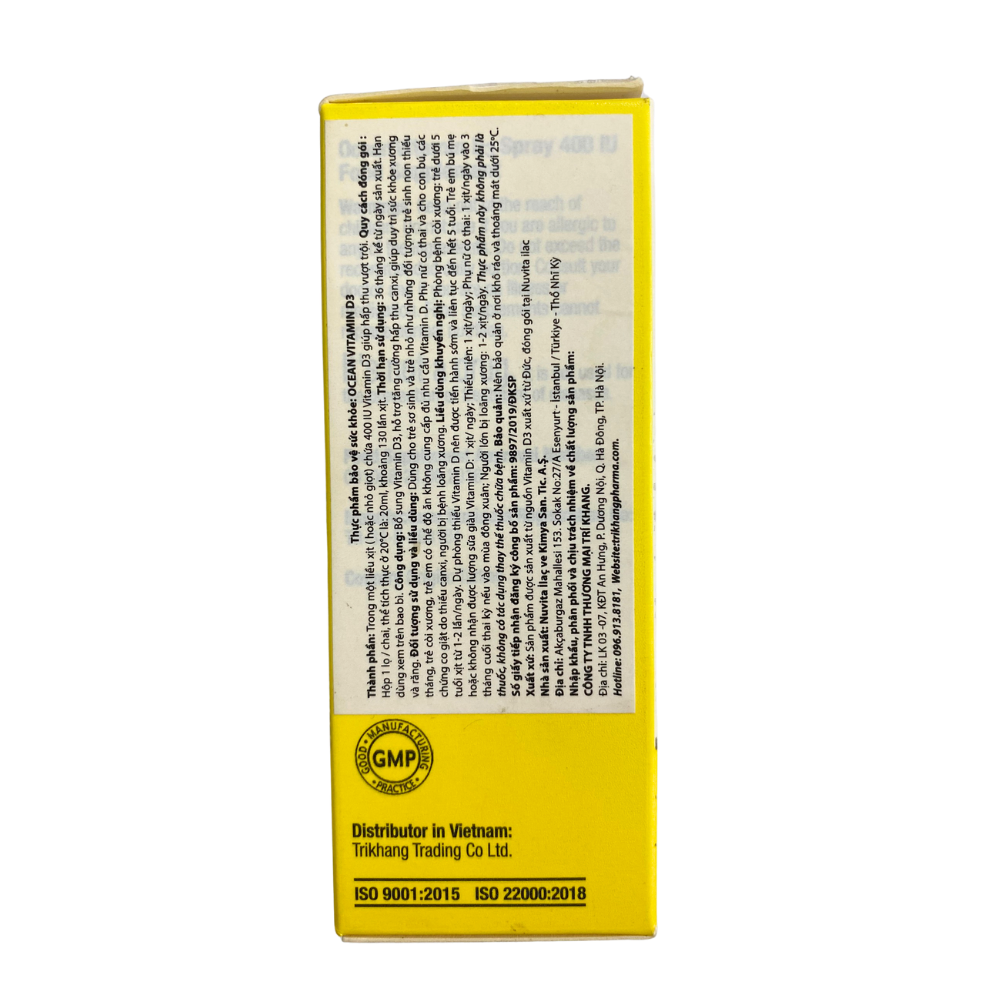 Thực phẩm bảo vệ sức khỏe: OCEAN VITAMIN D3
Thành phần: Trong một liều xịt ( hoặc nhỏ giọt) chứa 400 IU Vitamin D3 giúp hấp thu vượt trội. Quy cách đóng gói :
Hộp 1 lọ / chai, thể tích thực ở 20°C là: 20ml, khoảng 130 lần xịt. Thời hạn sử dụng: 36 tháng kể từ ngày sản xuất. Hạn
dùng xem trên bao bì. Công dụng: Bổ sung Vitamin D3, hỗ trợ tăng cường hấp thu canxi, giúp duy trì sức khỏe xương
và răng. Đối tượng sử dụng và liều dùng: Dùng cho trẻ sơ sinh và trẻ nhỏ như những đối tượng: trẻ sinh non thiếu
tháng, trẻ còi xương, trẻ em có chế độ ăn không cung cấp đủ nhu cầu Vitamin D. Phụ nữ có thai và cho con bú, các
chứng co giật do thiếu canxi, người bị bệnh loãng xương. Liều dùng khuyến nghị: Phòng bệnh còi xương: trẻ dưới 5
tuổi xịt từ 1-2 lần/ngày. Dự phòng thiếu Vitamin D nên được tiến hành sớm và liên tục đến hết 5 tuổi. Trẻ em bú mẹ
hoặc không nhận được lượng sữa giàu Vitamin D: 1 xịt/ ngày; Thiếu niên: 1 xịt/ngày; Phụ nữ có thai: 1 xịt/ngày vào 3
tháng cuối thai kỳ nếu vào mùa đông xuân; Người lớn bị loãng xương: 1-2 xịt/ngày. Thực phẩm này không phải là
thuốc, không có tác dụng thay thế thuốc chữa bệnh. Bảo quản: Nên bảo quản ở nơi khô ráo và thoáng mát dưới 25°C.
Số giấy tiếp nhận đăng ký công bố sản phẩm: 9897/2019/ĐKSP
Xuất xứ: Sản phẩm được sản xuất từ nguồn Vitamin D3 xuất xứ từ Đức, đóng gói tại Nuvita ilac
Nhà sản xuất: Nuvita ilaç ve Kimya San. Tic. A.Ş.
Địa chỉ: Akçaburgaz Mahallesi 153. Sokak No:27/A Esenyurt - İstanbul / Türkiye - Thổ Nhĩ Kỳ
Nhập khẩu, phân phối và chịu trách nhiệm về chất lượng sản phẩm:
CÔNG TY TNHH THƯƠNG MẠI TRÍ KHANG.
Địa chỉ: LK 03 -07, KĐT An Hưng, P. Dương Nội, Q. Hà Đông, TP. Hà Nội.
Hotline: 096.913.8181, Website:trikhangpharma.com.
GOOD • MANUFACTURING • PRACTICE •
GMP
Distributor in Vietnam:
Trikhang Trading Co Ltd.
ISO 9001:2015 ISO 22000:2018